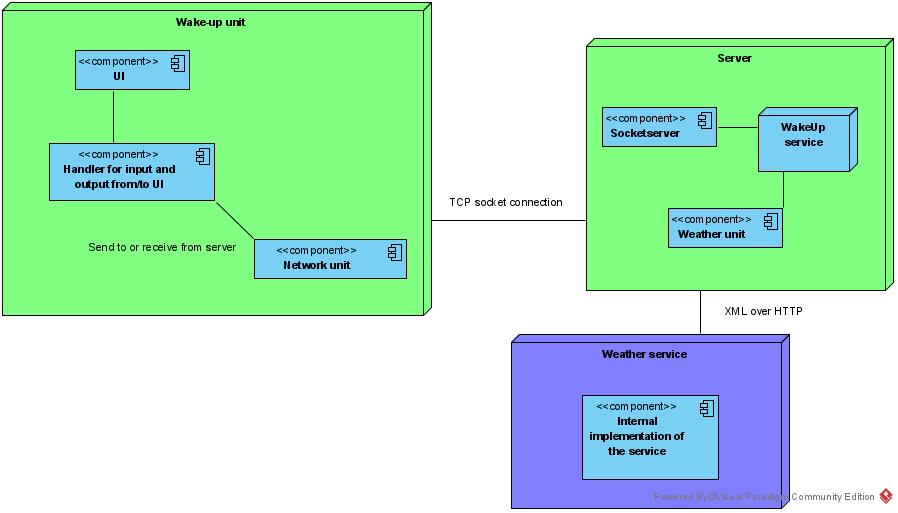 Wake-up unit
<<component>>
UI
<<component>>
Handler for input and
output from/to UI
Send to or receive from server
<<component>>
Network unit
TCP socket connection
Server
<<component>>
Socketserver
WakeUp
service
<<component>>
Weather unit
XML over HTTP
Weather service
<<component>>
Internal
implementation of
the service
Powered By Visual Paradigm Community Edition